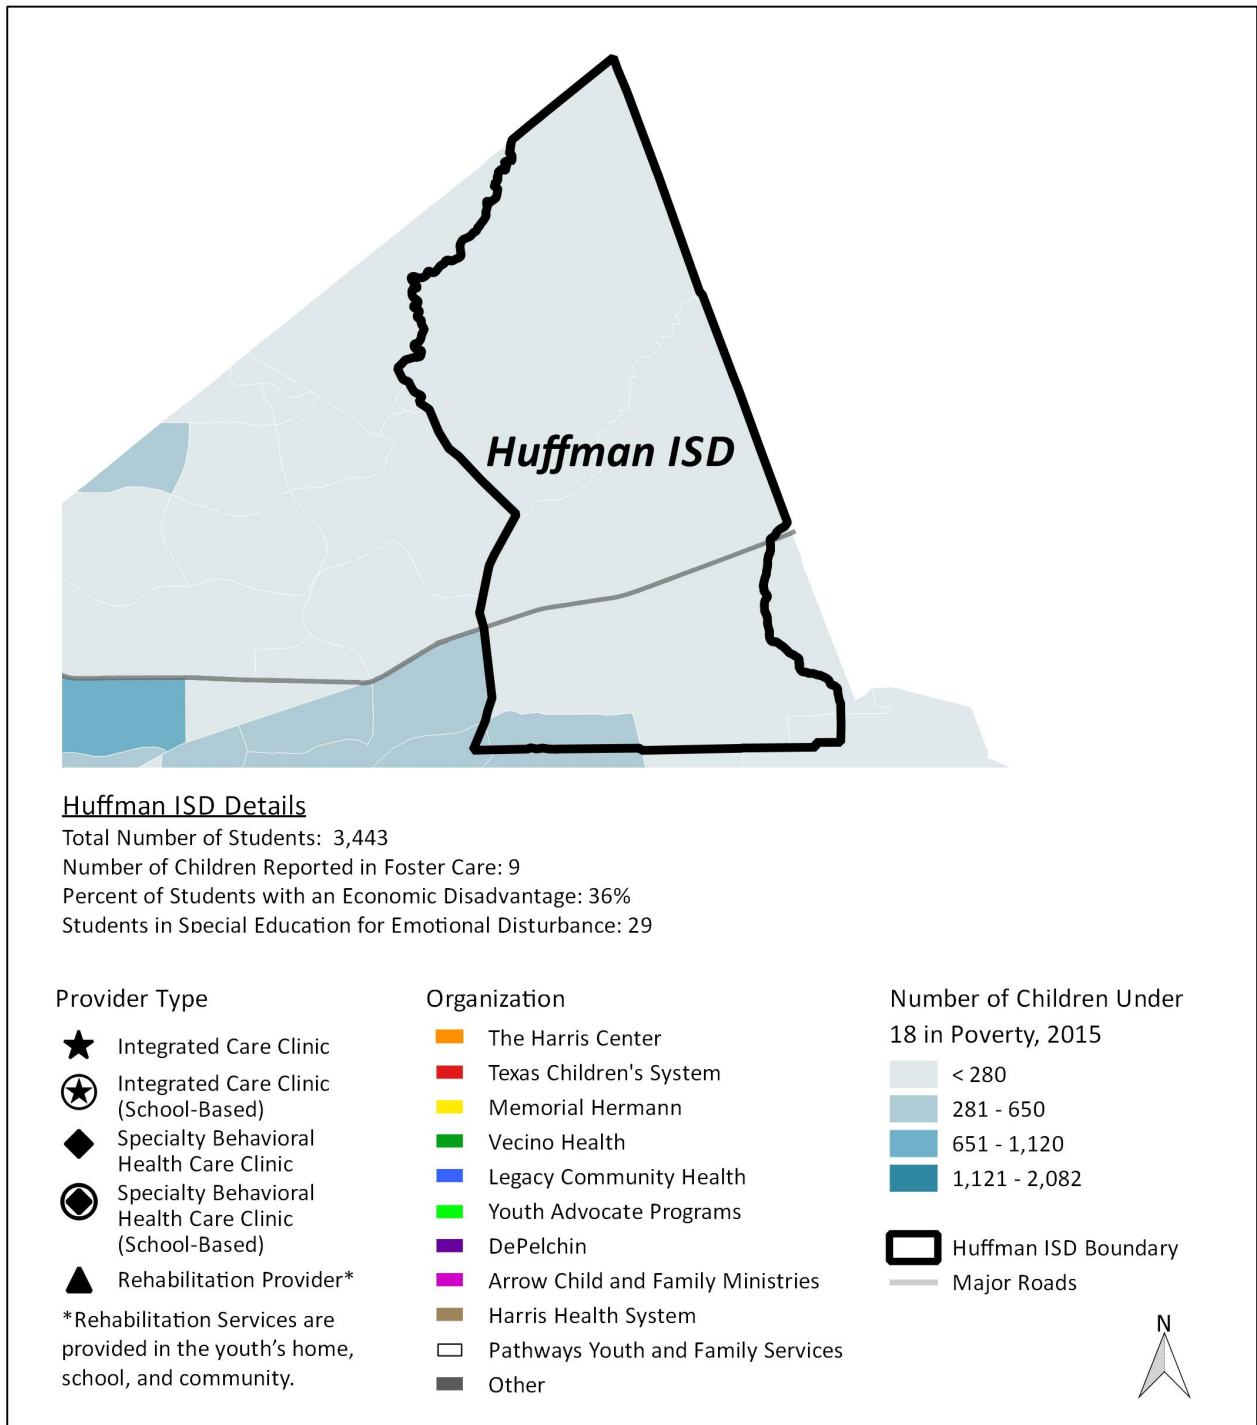 Huffman ISD
Huffman ISD Details
Total Number of Students: 3,443
Number of Children Reported in Foster Care: 9
Percent of Students with an Economic Disadvantage: 36%
Students in Special Education for Emotional Disturbance: 29
Provider Type
Integrated Care Clinic
Integrated Care Clinic
(School-Based)
Specialty Behavioral
Health Care Clinic
Specialty Behavioral
Health Care Clinic
(School-Based)
Rehabilitation Provider*
*Rehabilitation Services are
provided in the youth’s home,
school, and community.
Organization
The Harris Center
Texas Children's System
Memorial Hermann
Vecino Health
Legacy Community Health
Youth Advocate Programs
DePelchin
Arrow Child and Family Ministries
Harris Health System
Pathways Youth and Family Services
Other
Number of Children Under
18 in Poverty, 2015
< 280
281 - 650
651 - 1,120
1,121 - 2,082
Huffman ISD Boundary
Major Roads
N